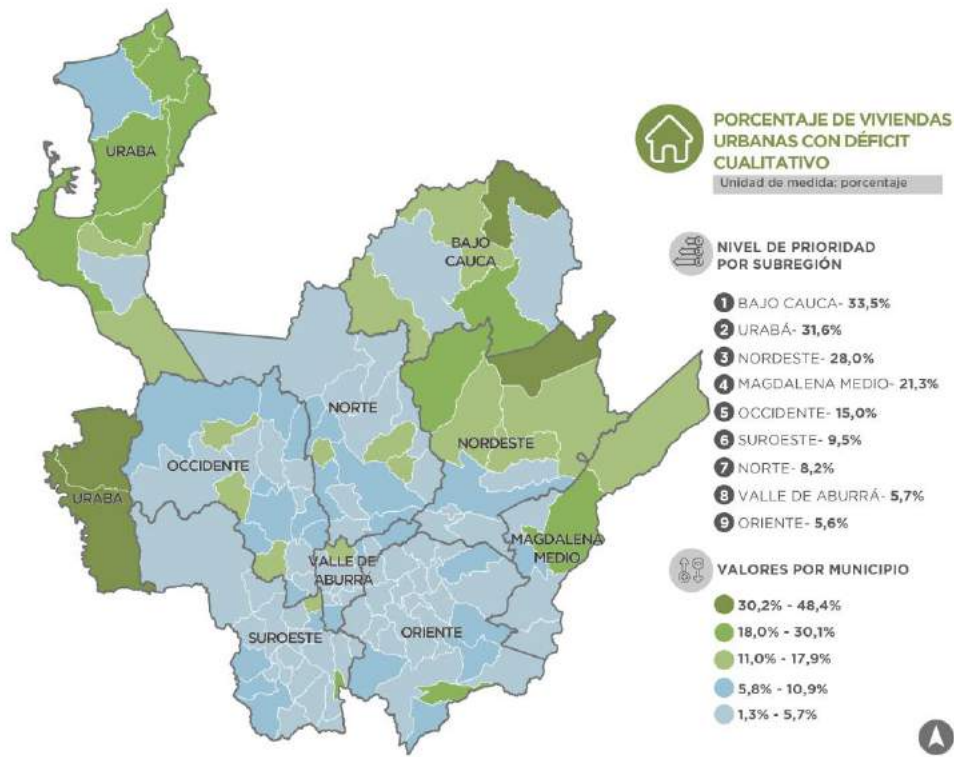 PORCENTAJE DE VIVIENDAS
URBANAS CON DÉFICIT
CUALITATIVO
Unidad de medida: porcentaje
NIVEL DE PRIORIDAD
POR SUBREGIÓN
1 BAJO CAUCA- 33,5%
2 URABÁ- 31,6%
3 NORDESTE- 28,0%
4 MAGDALENA MEDIO- 21,3%
5 OCCIDENTE- 15,0%
6 SUROESTE- 9,5%
7 NORTE- 8,2%
8 VALLE DE ABURRÁ- 5,7%
9 ORIENTE- 5,6%
VALORES POR MUNICIPIO
30,2% - 48,4%
18,0% - 30,1%
11,0% - 17,9%
5,8% - 10,9%
1,3% - 5,7%
URABA
BAJO
CAUCA
NORTE
NORDESTE
OCCIDENTE
URABA
MAGDALENA
MEDIO
VALLE DE
ABURRA
SUROESTE
ORIENTE